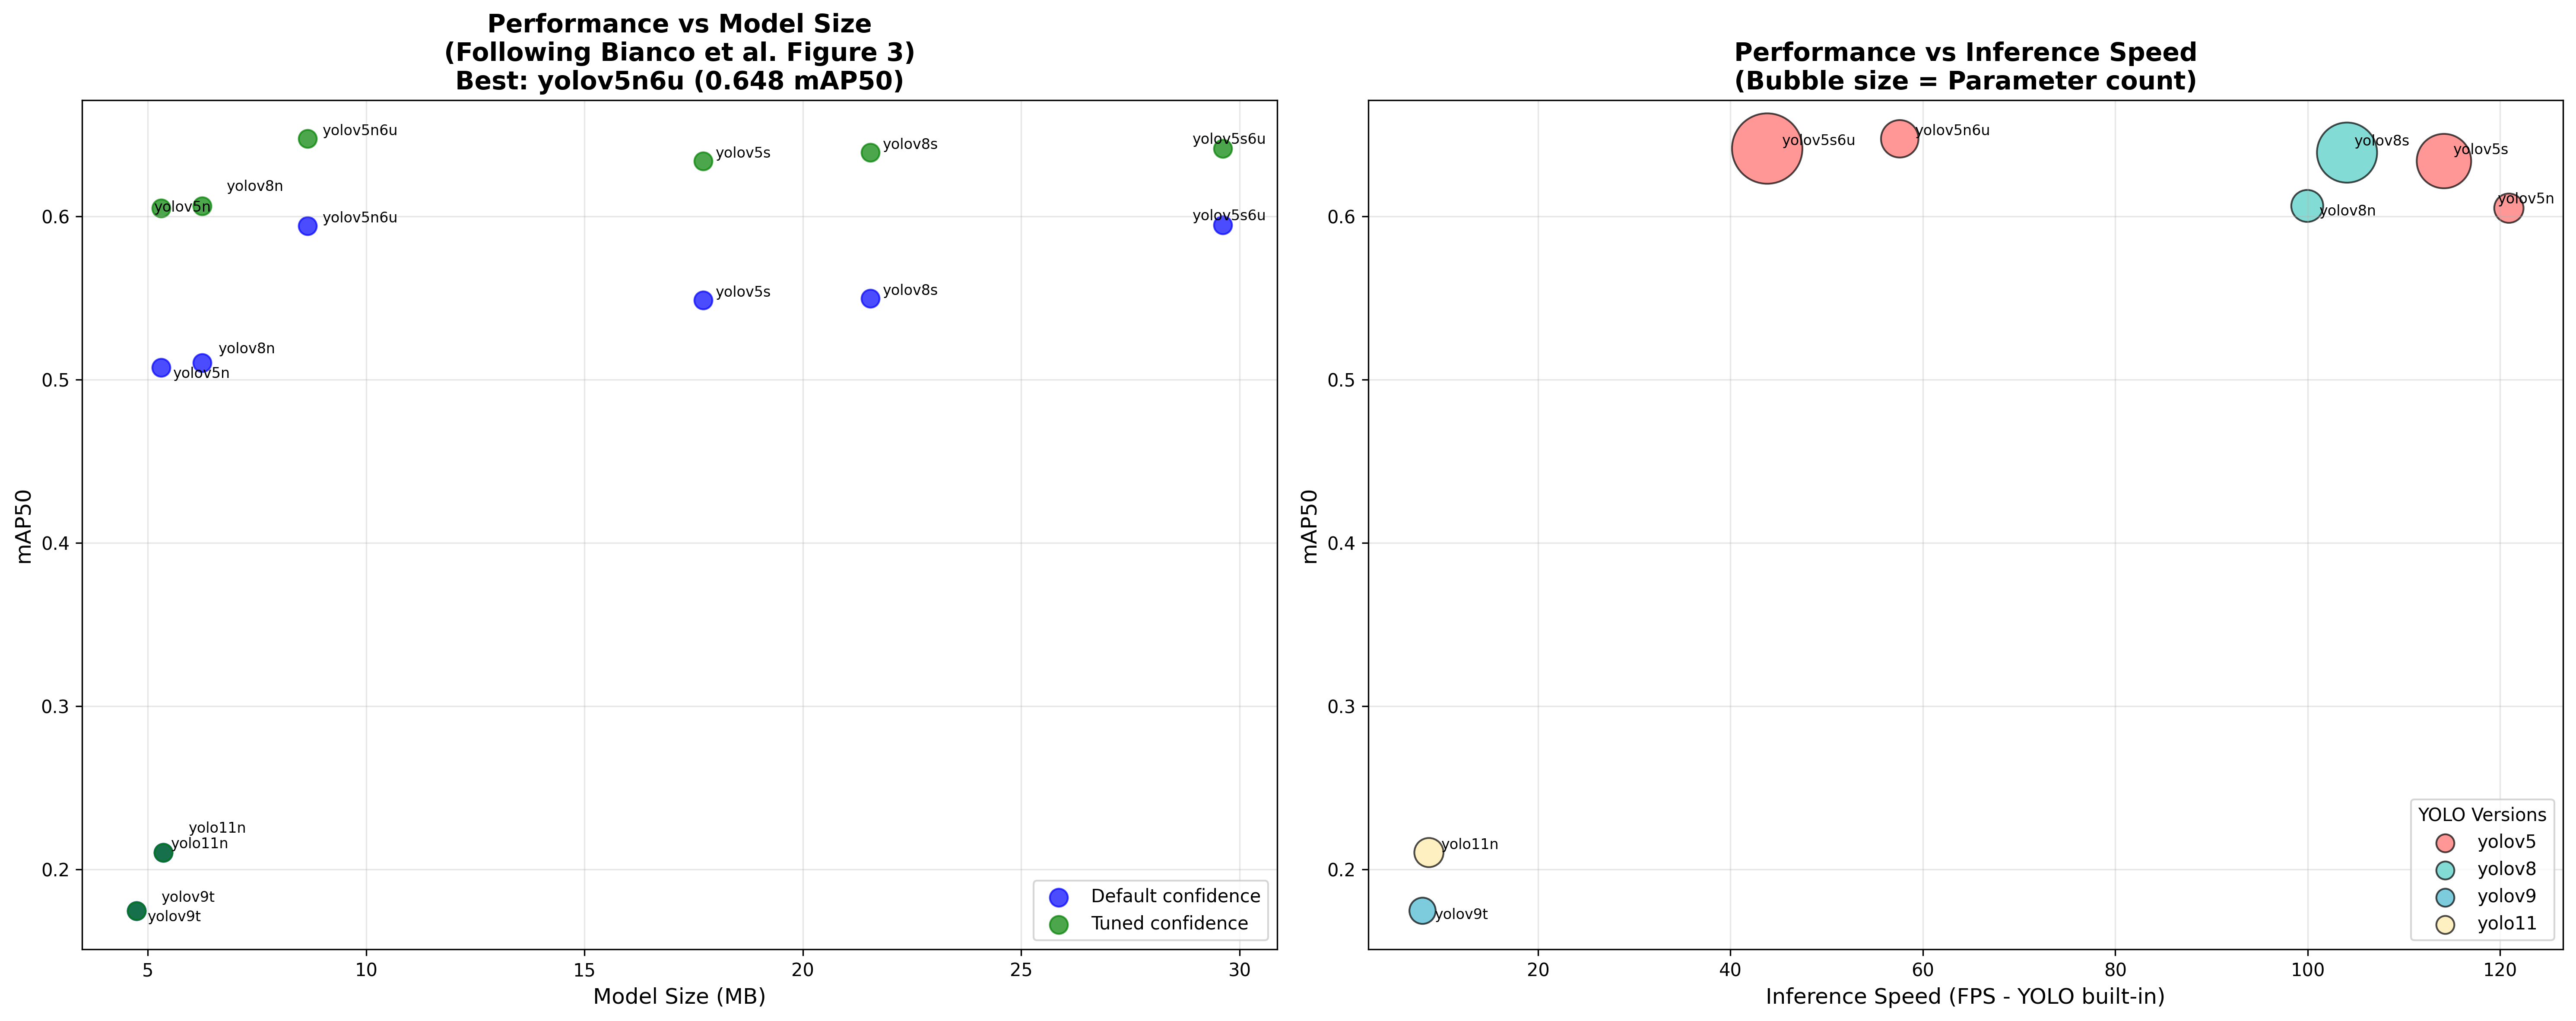 Performance vs Model Size
(Following Bianco et al. Figure 3)
Best: yolov5n6u (0.648 mAP50)
mAP50
0.6
0.5
0.4
0.3
0.2
yolov5n6u
yolov5s
yolov8s
yolov5s6u
yolov8n
yolov5n
yolov5n6u
yolov5s6u
yolov5s
yolov8s
yolov8n
yolov5n
yolo11n
yolo11n
yolov9t
yolov9t
Default confidence
Tuned confidence
5
10
15
20
25
30
Model Size (MB)
Performance vs Inference Speed
(Bubble size = Parameter count)
mAP50
0.6
0.5
0.4
0.3
0.2
yolov5s6u
yolov5n6u
yolov8s
yolov5s
yolov8n
yolov5n
yolo11n
yolov9t
YOLO Versions
yolov5
yolov8
yolov9
yolo11
20
40
60
80
100
120
Inference Speed (FPS - YOLO built-in)